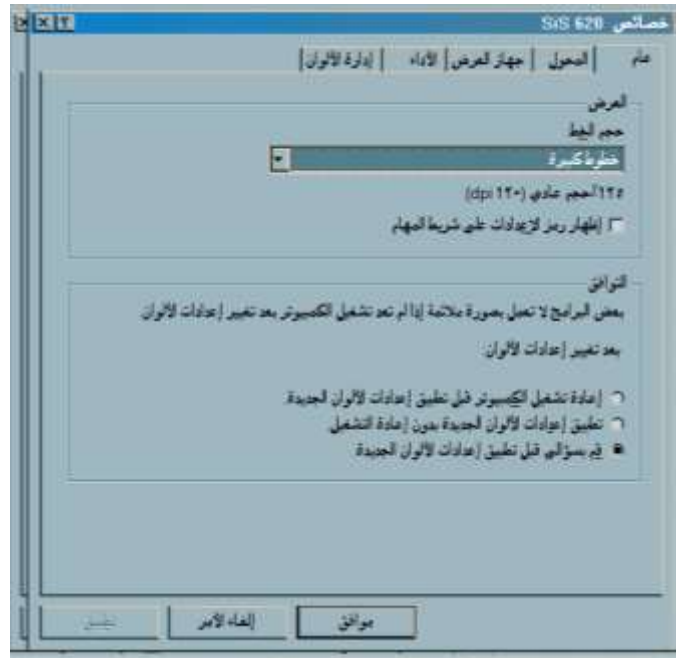 خصائص SiS 620
عام
المحول
جهاز العرض
الأداء
إدارة الألوان
العرض
حجم الخط
خطوط كبيرة
١٢٥٪ حجم عادي (١٢٠ dpi)
إظهار رمز الإعدادات على شريط المهام
التوافق
بعض البرامج لا تعمل بصورة ملائمة إذا لم تعد تشغيل الكمبيوتر بعد تغيير إعدادات الألوان
بعد تغيير إعدادات الألوان:
إعادة تشغيل الكمبيوتر قبل تطبيق إعدادات الألوان الجديدة.
تطبيق إعدادات الألوان الجديدة بدون إعادة التشغيل.
قم بسؤالي قبل تطبيق إعدادات الألوان الجديدة
موافق
إلغاء الأمر
تطبيق